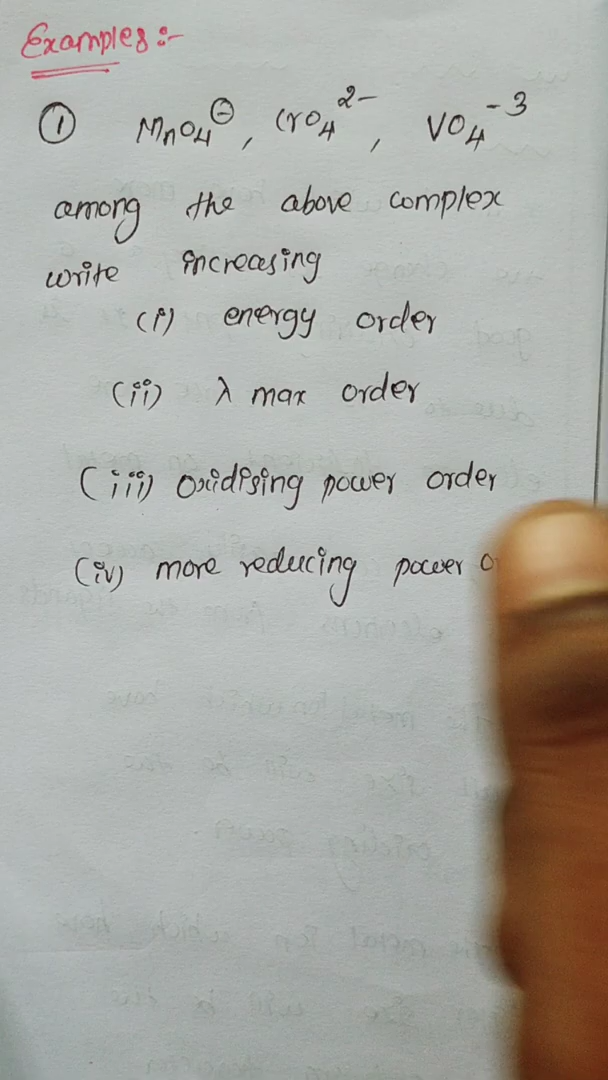 Examples :-
① MnO4⊖, CrO4 2-, VO4 -3
among the above complex
write increasing
(i) energy order
(ii) λ max order
(iii) oxidising power order
(iv) more reducing power